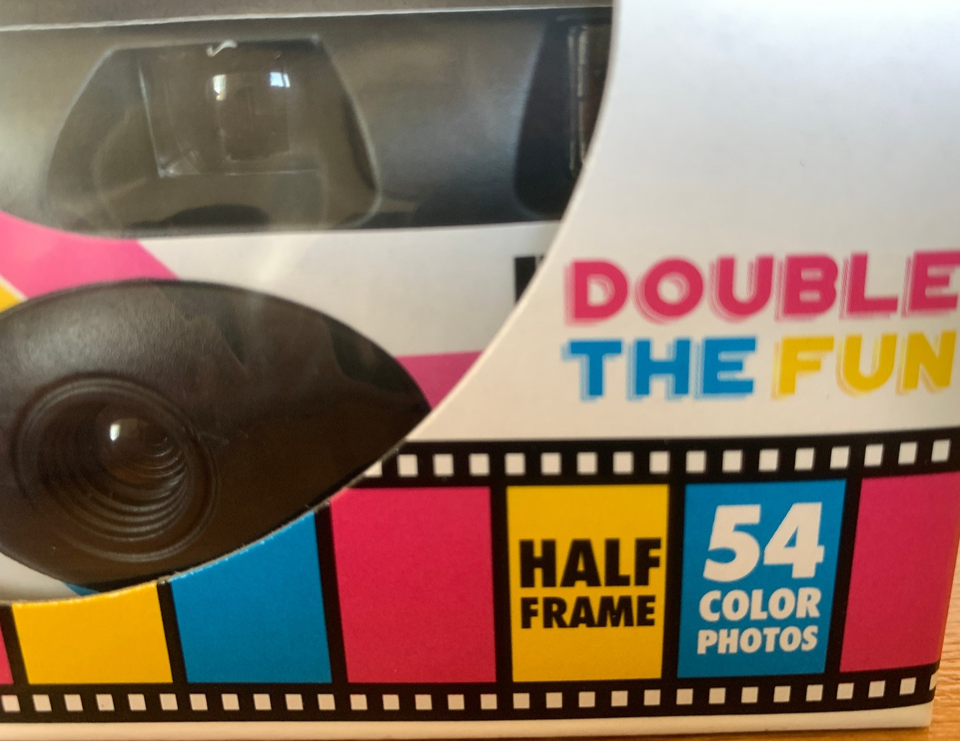 DOUBLE
THE FUN
HALF
FRAME
54
COLOR
PHOTOS